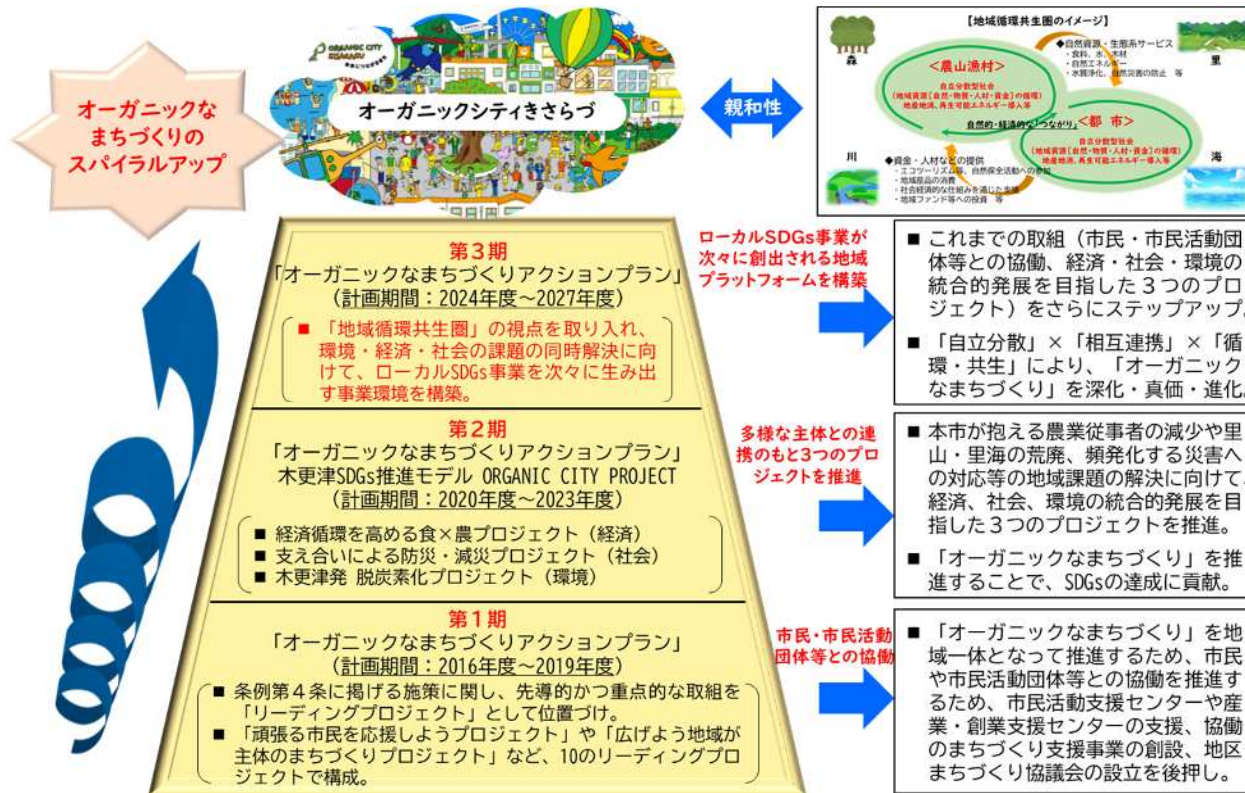 オーガニックな
まちづくりの
スパイラルアップ
ORGANIC CITY
KISARAZU
オーガニックシティきさらづ
親和性
【地域循環共生圏のイメージ】
森
里
川
海
◆自然資源・生態系サービス
・食料、水、木材
・自然エネルギー
・水質浄化、自然災害の防止 等
<農山漁村>
自立分散型社会
(地域資源[自然・物質・人材・資金]の循環)
地産地消、再生可能エネルギー導入等
自然的・経済的な「つながり」
<都 市>
自立分散型社会
(地域資源[自然・物質・人材・資金]の循環)
地産地消、再生可能エネルギー導入等
◆資金・人材などの提供
・エコツーリズム等、自然保全活動への参加
・地域産品の消費
・社会経済的な仕組みを通じた支援
・地域ファンド等への投資 等
第3期
「オーガニックなまちづくりアクションプラン」
(計画期間:2024年度~2027年度)
■ 「地域循環共生圏」の視点を取り入れ、
環境・経済・社会の課題の同時解決に向
けて、ローカルSDGs事業を次々に生み出
す事業環境を構築。
ローカルSDGs事業が
次々に創出される地域
プラットフォームを構築
■ これまでの取組(市民・市民活動団
体等との協働、経済・社会・環境の
統合的発展を目指した3つのプロ
ジェクト)をさらにステップアップ。
■ 「自立分散」×「相互連携」×「循
環・共生」により、「オーガニック
なまちづくり」を深化・真価・進化。
第2期
「オーガニックなまちづくりアクションプラン」
木更津SDGs推進モデル ORGANIC CITY PROJECT
(計画期間:2020年度~2023年度)
■ 経済循環を高める食×農プロジェクト(経済)
■ 支え合いによる防災・減災プロジェクト(社会)
■ 木更津発 脱炭素化プロジェクト(環境)
多様な主体との連
携のもと3つのプロ
ジェクトを推進
■ 本市が抱える農業従事者の減少や里
山・里海の荒廃、頻発化する災害へ
の対応等の地域課題の解決に向けて、
経済、社会、環境の統合的発展を目
指した3つのプロジェクトを推進。
■ 「オーガニックなまちづくり」を推
進することで、SDGsの達成に貢献。
第1期
「オーガニックなまちづくりアクションプラン」
(計画期間:2016年度~2019年度)
■ 条例第4条に掲げる施策に関し、先導的かつ重点的な取組を
「リーディングプロジェクト」として位置づけ。
■ 「頑張る市民を応援しようプロジェクト」や「広げよう地域が
主体のまちづくりプロジェクト」など、10のリーディングプロ
ジェクトで構成。
市民・市民活動
団体等との協働
■ 「オーガニックなまちづくり」を地
域一体となって推進するため、市民
や市民活動団体等との協働を推進す
るため、市民活動支援センターや産
業・創業支援センターの支援、協働
のまちづくり支援事業の創設、地区
まちづくり協議会の設立を後押し。